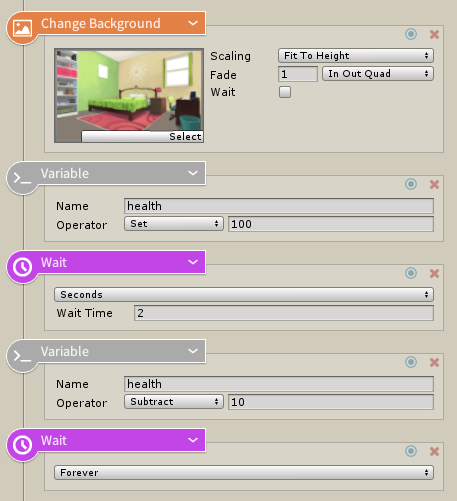 Change Background
Scaling Fit To Height
Fade 1 In Out Quad
Wait
Select
Variable
Name health
Operator Set 100
Wait
Seconds
Wait Time 2
Variable
Name health
Operator Subtract 10
Wait
Forever